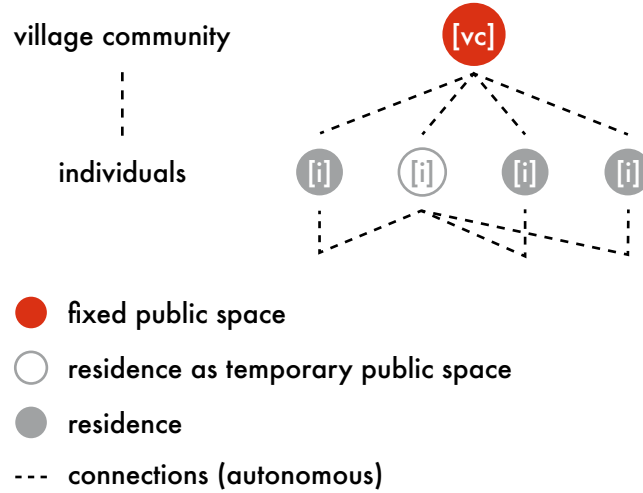 village community
[vc]
individuals
[i] [i] [i] [i]
fixed public space
residence as temporary public space
residence
connections (autonomous)